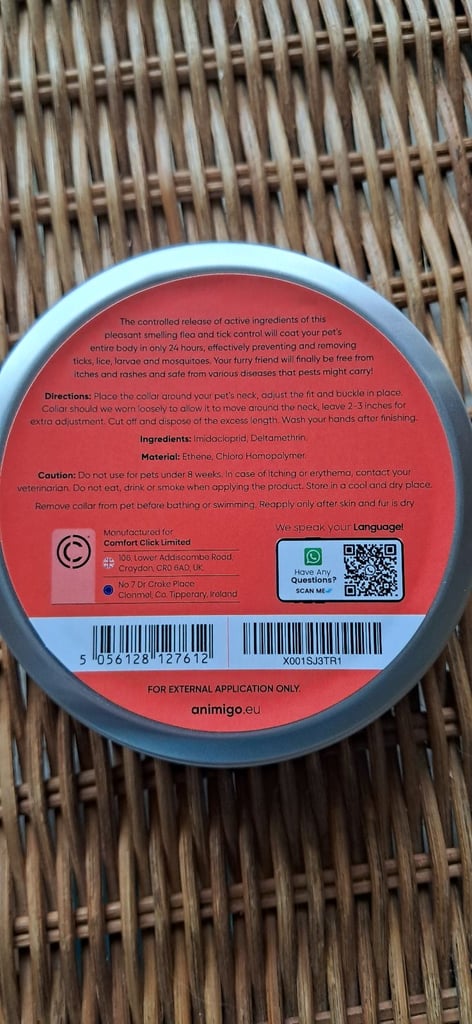 The controlled release of active ingredients of this
pleasant smelling flea and tick control will coat your pet's
entire body in only 24 hours, effectively preventing and removing
ticks, lice, larvae and mosquitoes. Your furry friend will finally be free from
itches and rashes and safe from various diseases that pests might carry!
Directions: Place the collar around your pet's neck, adjust the fit and buckle in place.
Collar should we worn loosely to allow it to move around the neck, leave 2-3 inches for
extra adjustment. Cut off and dispose of the excess length. Wash your hands after finishing.
Ingredients: Imidacloprid, Deltamethrin.
Material: Ethene, Chloro Homopolymer.
Caution: Do not use for pets under 8 weeks. In case of itching or erythema, contact your
veterinarian. Do not eat, drink or smoke when applying the product. Store in a cool and dry place.
Remove collar from pet before bathing or swimming. Reapply only after skin and fur is dry
Manufactured for
Comfort Click Limited
106, Lower Addiscombe Road,
Croydon, CR0 6AD, UK,
No 7 Dr Croke Place
Clonmel, Co. Tipperary, Ireland
We speak your Language!
Have Any
Questions?
SCAN ME
5 056128 127612
X001SJ3TR1
FOR EXTERNAL APPLICATION ONLY.
animigo.eu